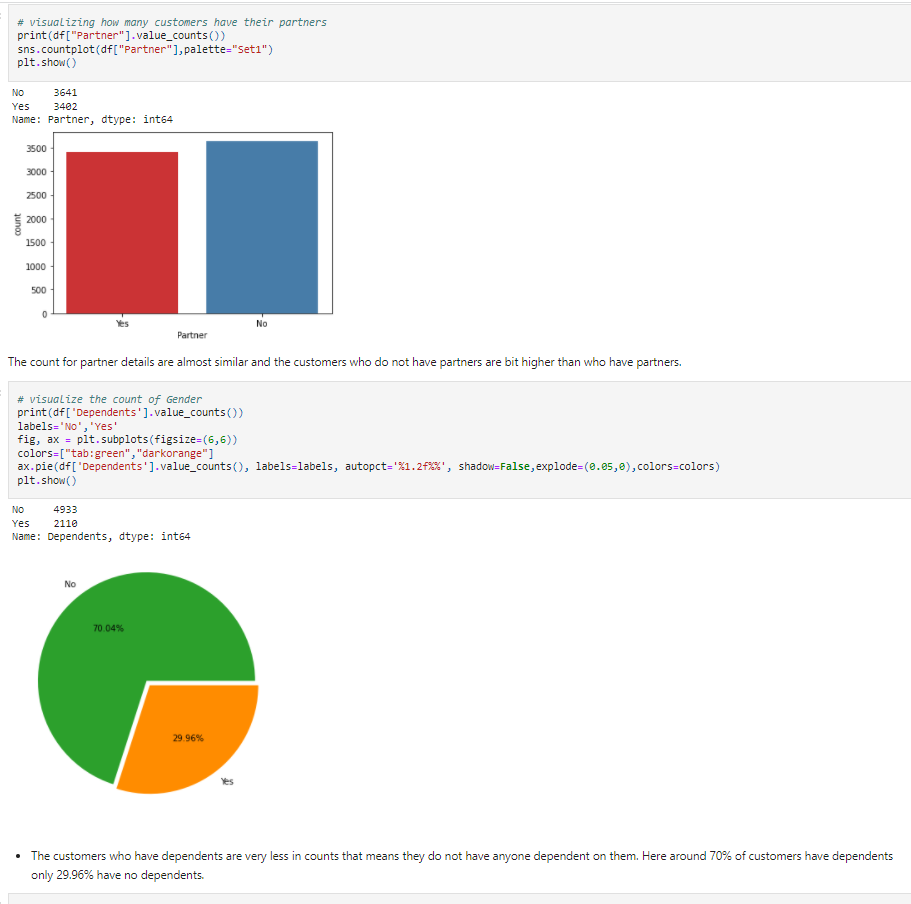 # visualizing how many customers have their partners
print(df["Partner"].value_counts())
sns.countplot(df["Partner"],palette="Set1")
plt.show()
No 3641
Yes 3402
Name: Partner, dtype: int64
3500
3000
2500
2000
1500
1000
500
0
count
Yes No
Partner
The count for partner details are almost similar and the customers who do not have partners are bit higher than who have partners.
# visualize the count of Gender
print(df['Dependents'].value_counts())
labels='No','Yes'
fig, ax = plt.subplots(figsize=(6,6))
colors=["tab:green","darkorange"]
ax.pie(df['Dependents'].value_counts(), labels=labels, autopct='%1.2f%%', shadow=False,explode=(0.05,0),colors=colors)
plt.show()
No 4933
Yes 2110
Name: Dependents, dtype: int64
No
70.04%
29.96%
Yes
• The customers who have dependents are very less in counts that means they do not have anyone dependent on them. Here around 70% of customers have dependents
only 29.96% have no dependents.